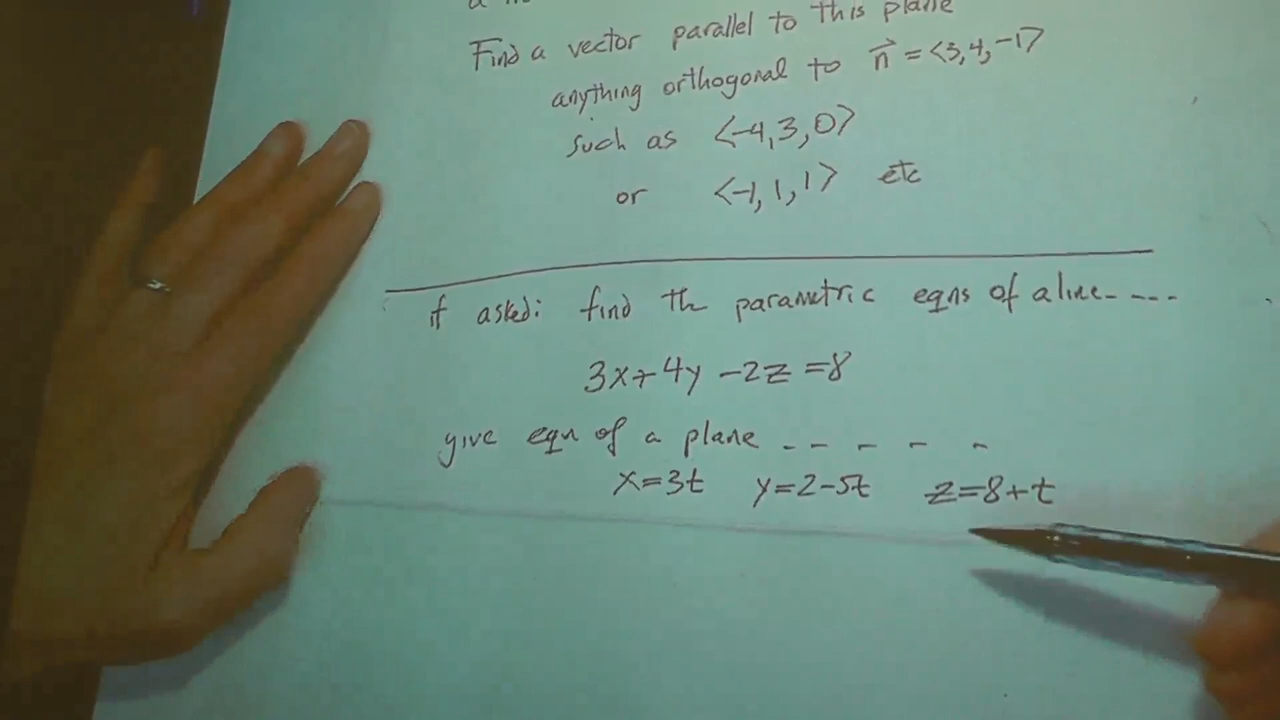 Find a vector parallel to this plane
anything orthogonal to n⃗ = <3, 4, -1>
such as <-4, 3, 0>
or <-1, 1, 1> etc
if asked: find the parametric eqns of a line- - - -
3x+4y -2z =8
give eqn of a plane - - - - -
x=3t y=2-5t z=8+t